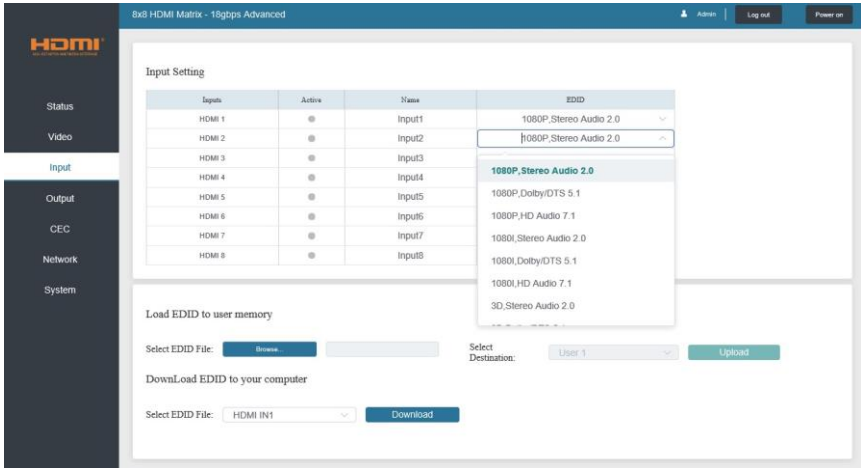 8x8 HDMI Matrix - 18gbps Advanced
Admin
Log out
Power on
HDMI
Status
Video
Input
Output
CEC
Network
System
Input Setting
Inputs Active Name EDID
HDMI 1 Input1 1080P,Stereo Audio 2.0
HDMI 2 Input2 1080P,Stereo Audio 2.0
HDMI 3 Input3
HDMI 4 Input4
HDMI 5 Input5
HDMI 6 Input6
HDMI 7 Input7
HDMI 8 Input8
1080P,Stereo Audio 2.0
1080P,Dolby/DTS 5.1
1080P,HD Audio 7.1
1080I,Stereo Audio 2.0
1080I,Dolby/DTS 5.1
1080I,HD Audio 7.1
3D,Stereo Audio 2.0
Load EDID to user memory
Select EDID File: Browse... Select Destination: User 1 Upload
DownLoad EDID to your computer
Select EDID File: HDMI IN1 Download